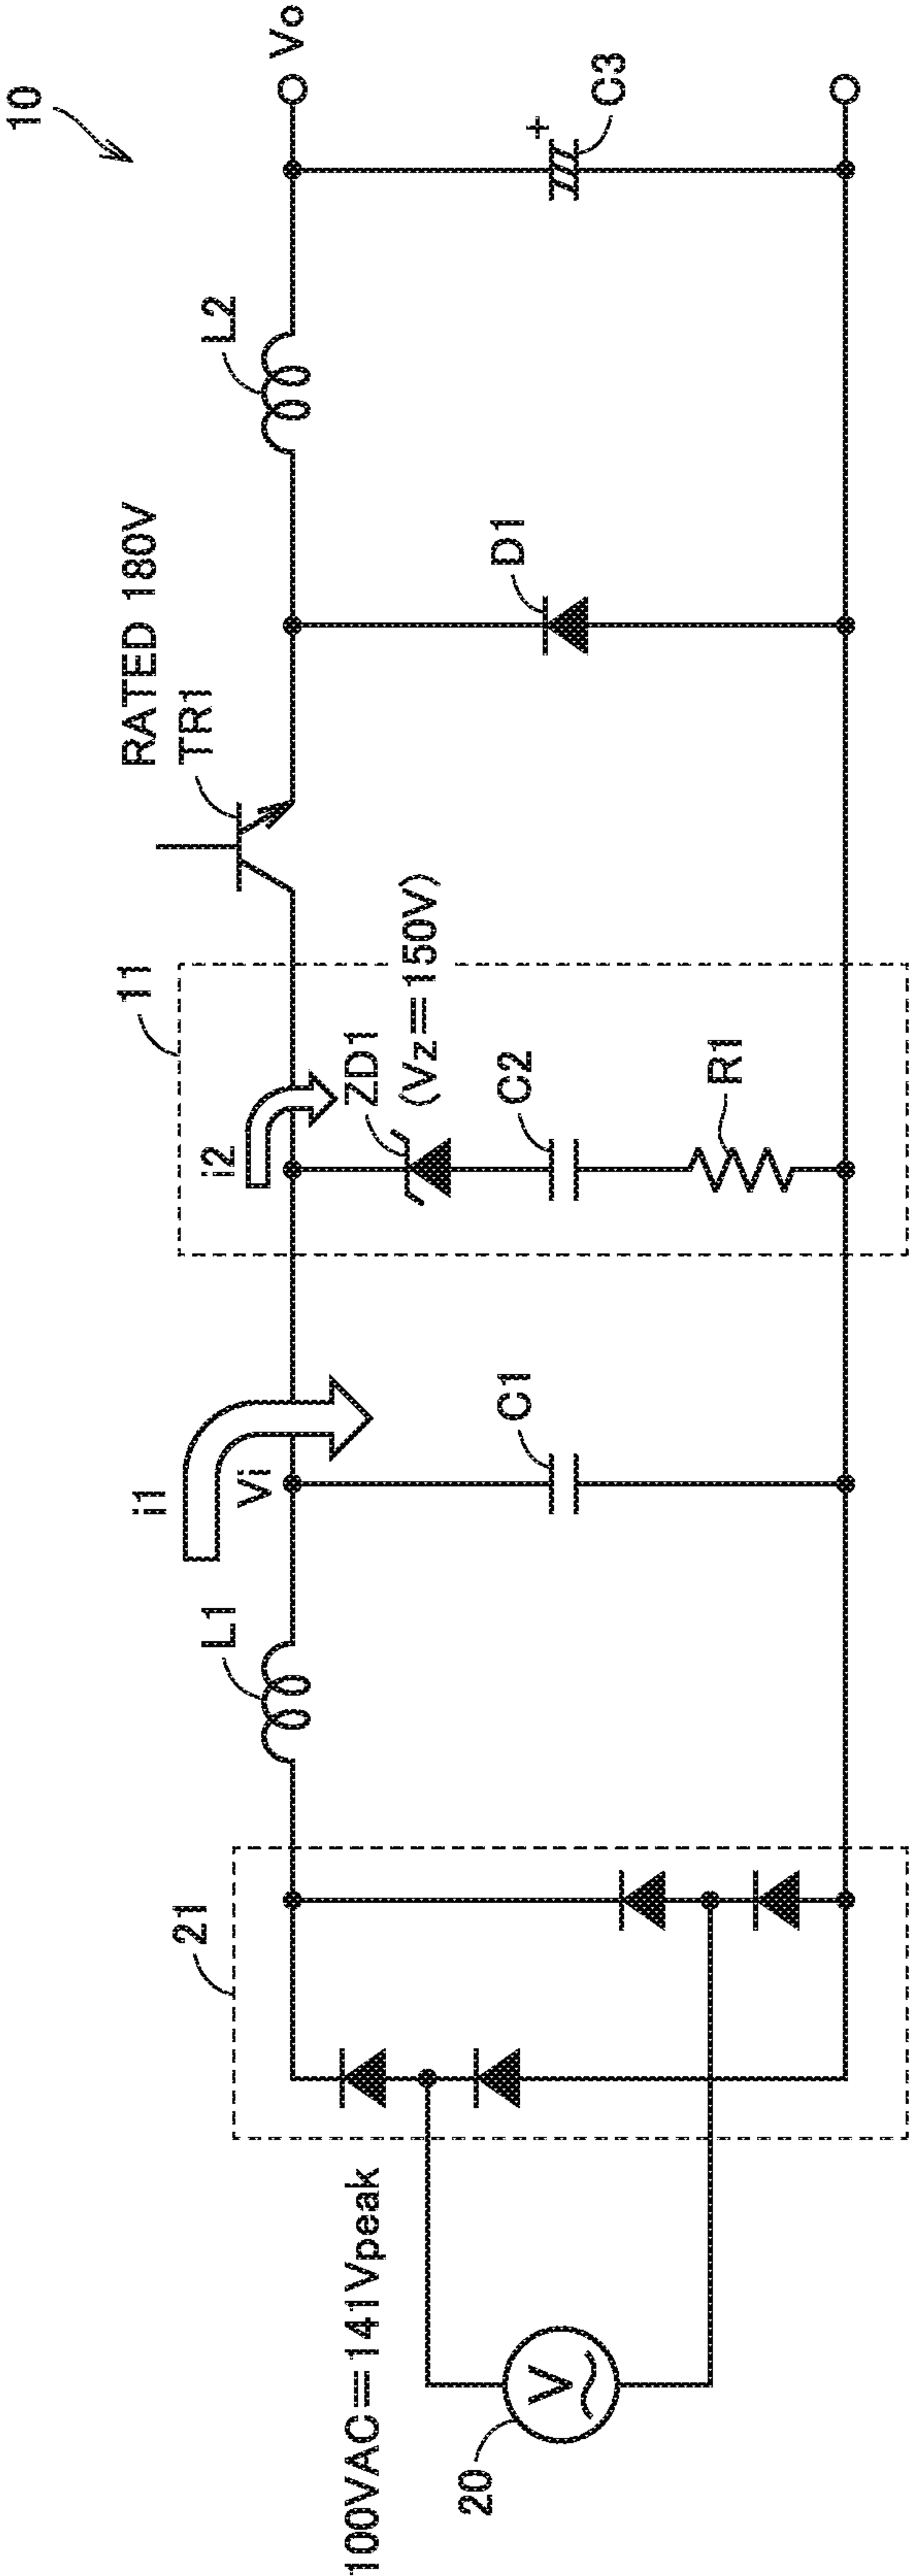 10
RATED 180V
TR1
L2
Vo
11
i2
i1
Vi
L1
21
ZD1
(Vz=150V)
C2
R1
C1
D1
+
C3
100VAC=141Vpeak
V
20